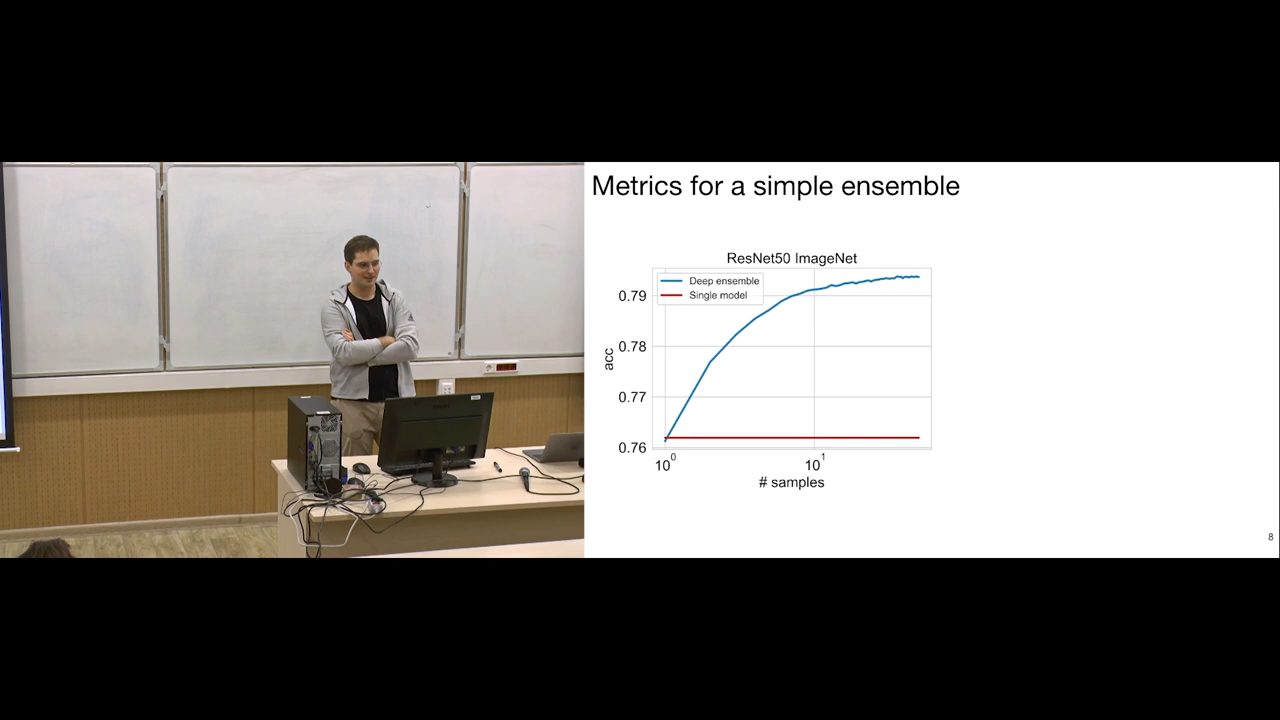 Metrics for a simple ensemble
ResNet50 ImageNet
Deep ensemble
Single model
0.79
0.78
0.77
0.76
acc
10^0
10^1
# samples
8